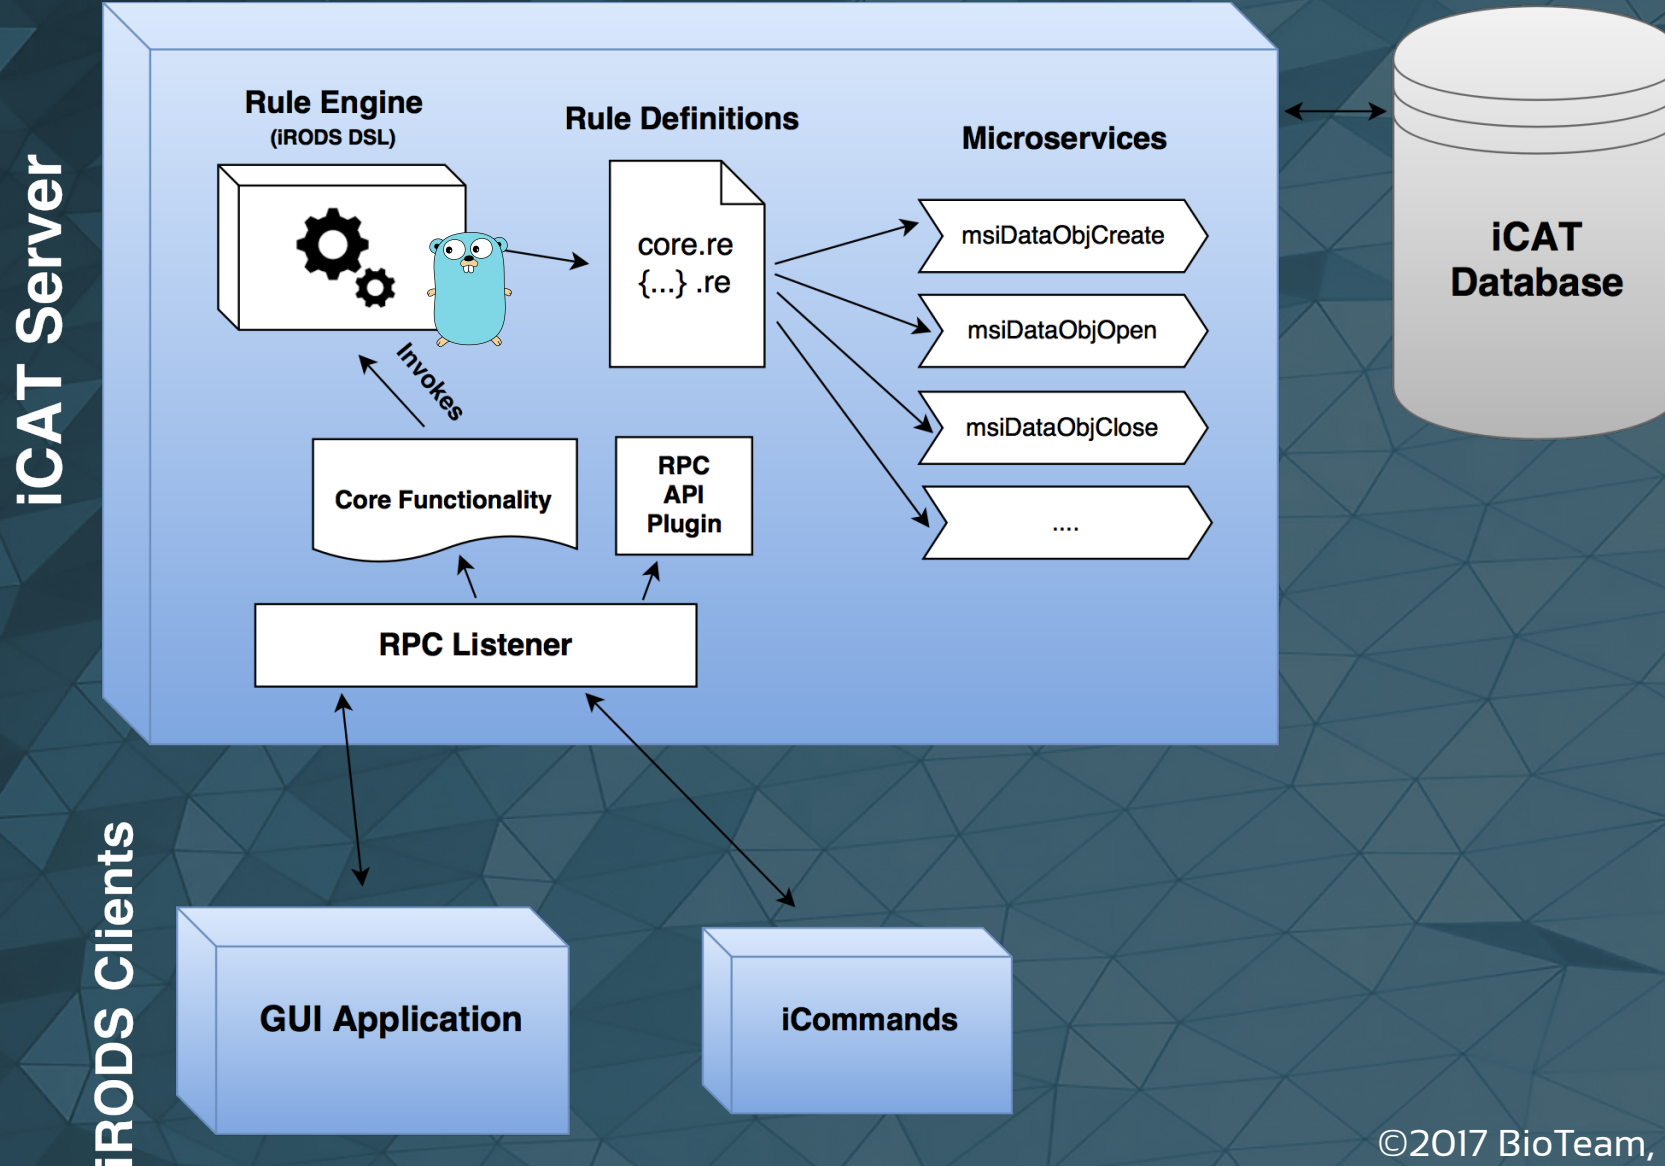 iCAT Server
Rule Engine
(iRODS DSL)
Rule Definitions
Microservices
core.re
{...} .re
msiDataObjCreate
msiDataObjOpen
msiDataObjClose
....
Invokes
Core Functionality
RPC
API
Plugin
RPC Listener
iCAT
Database
iRODS Clients
GUI Application
iCommands
©2017 BioTeam,